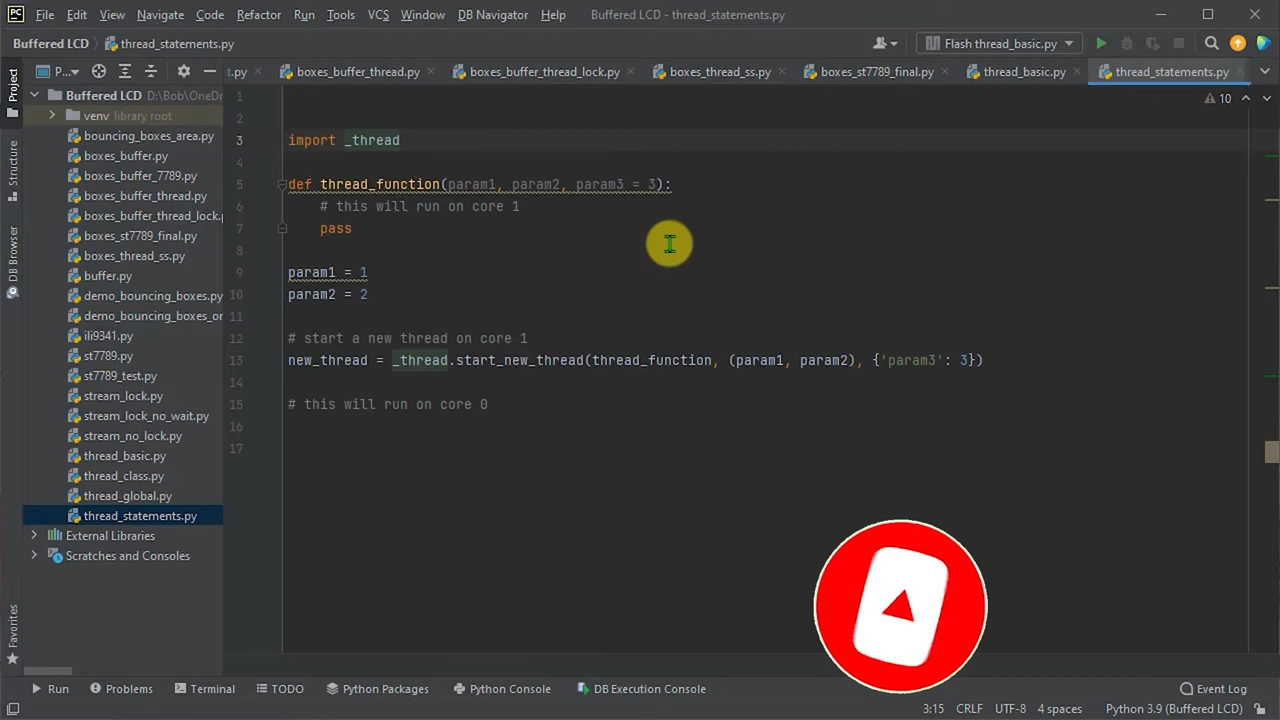 PC File Edit View Navigate Code Refactor Run Tools VCS Window DB Navigator Help Buffered LCD - thread_statements.py
Buffered LCD thread_statements.py Flash thread_basic.py
P... t.py boxes_buffer_thread.py boxes_buffer_thread_lock.py boxes_thread_ss.py boxes_st7789_final.py thread_basic.py thread_statements.py
Project
Structure
DB Browser
Favorites
Buffered LCD D:\Bob\OneDr
venv library root
bouncing_boxes_area.py
boxes_buffer.py
boxes_buffer_7789.py
boxes_buffer_thread.py
boxes_buffer_thread_lock.p
boxes_st7789_final.py
boxes_thread_ss.py
buffer.py
demo_bouncing_boxes.py
demo_bouncing_boxes_or
ili9341.py
st7789.py
st7789_test.py
stream_lock.py
stream_lock_no_wait.py
stream_no_lock.py
thread_basic.py
thread_class.py
thread_global.py
thread_statements.py
External Libraries
Scratches and Consoles
10
1
2
3 import _thread
4
5 def thread_function(param1, param2, param3 = 3):
6 # this will run on core 1
7 pass
8
9 param1 = 1
10 param2 = 2
11
12 # start a new thread on core 1
13 new_thread = _thread.start_new_thread(thread_function, (param1, param2), {'param3': 3})
14
15 # this will run on core 0
16
17
Run Problems Terminal TODO Python Packages Python Console DB Execution Console Event Log
3:15 CRLF UTF-8 4 spaces Python 3.9 (Buffered LCD)